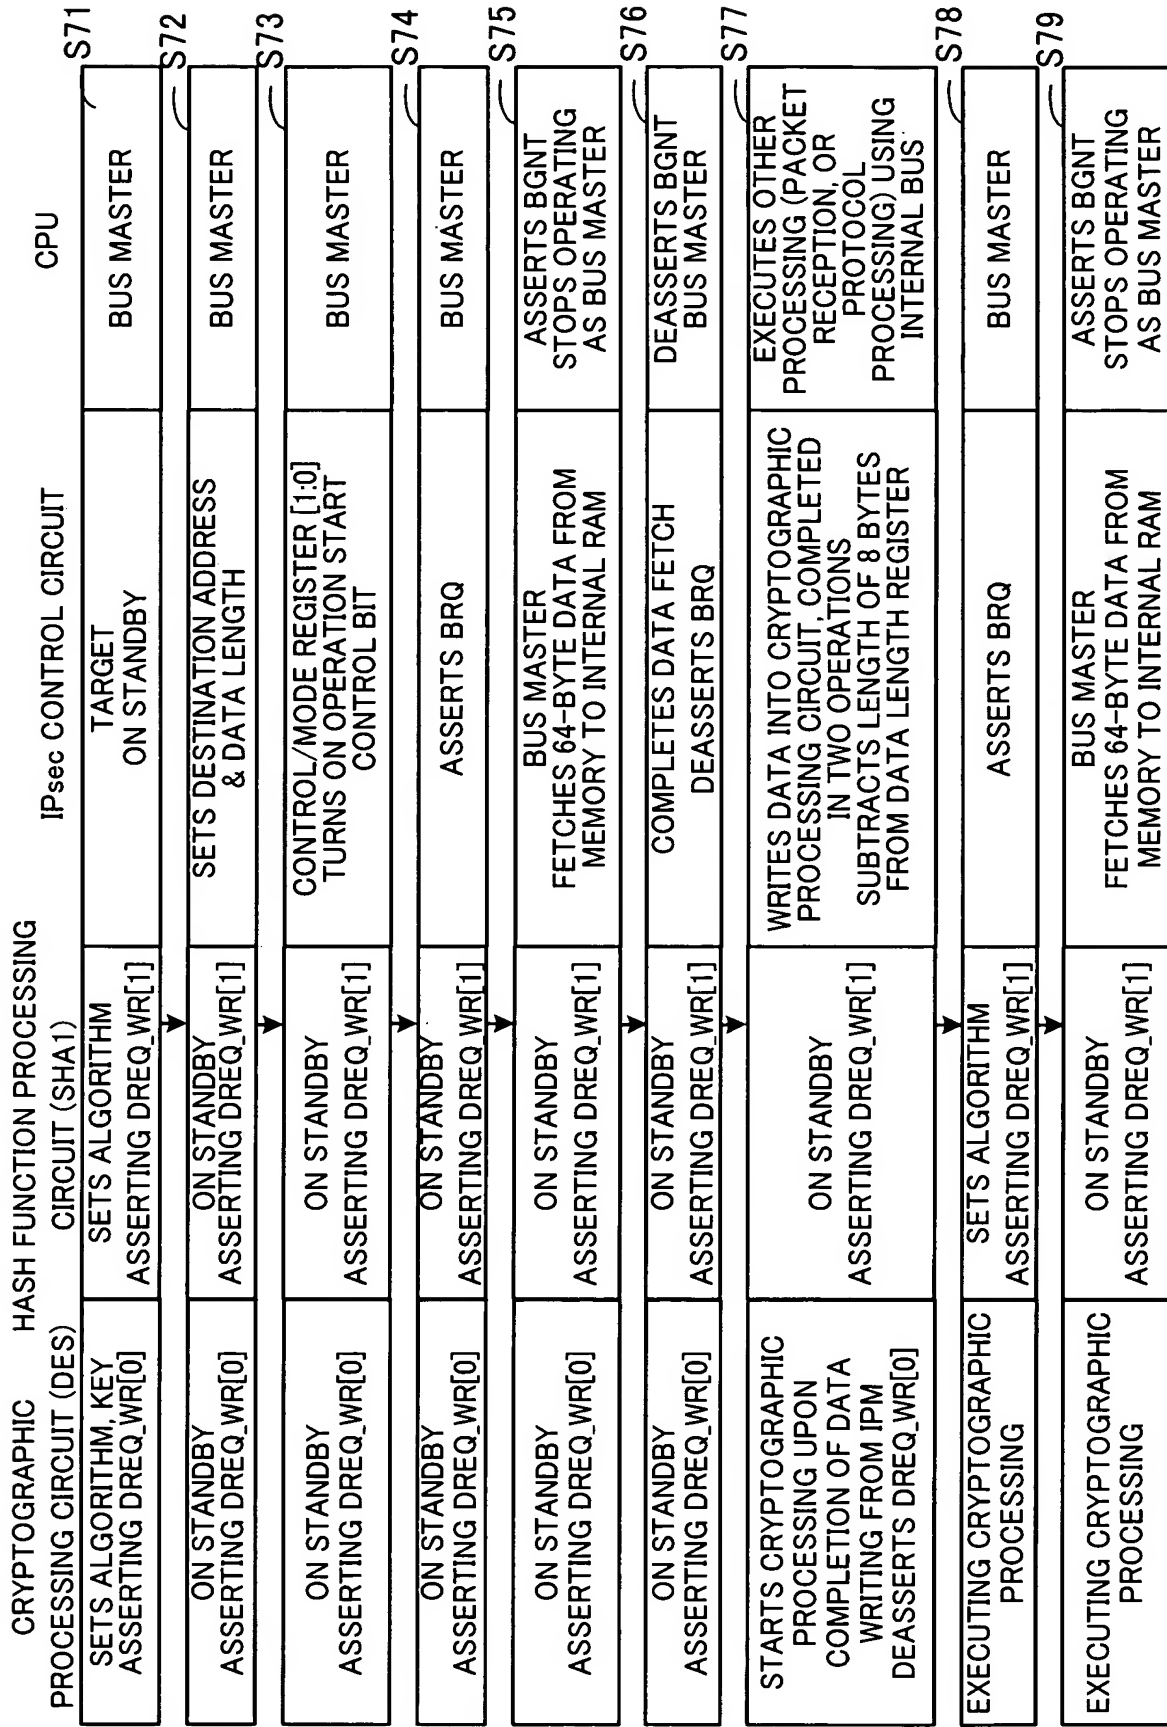 CRYPTOGRAPHIC
PROCESSING CIRCUIT (DES)
HASH FUNCTION PROCESSING
CIRCUIT (SHA1)
IPsec CONTROL CIRCUIT
CPU
S71
SETS ALGORITHM, KEY
ASSERTING DREQ_WR[0]
SETS ALGORITHM
ASSERTING DREQ_WR[1]
TARGET
ON STANDBY
BUS MASTER
S72
ON STANDBY
ASSERTING DREQ_WR[0]
ON STANDBY
ASSERTING DREQ_WR[1]
SETS DESTINATION ADDRESS
& DATA LENGTH
BUS MASTER
S73
ON STANDBY
ASSERTING DREQ_WR[0]
ON STANDBY
ASSERTING DREQ_WR[1]
CONTROL/MODE REGISTER [1:0]
TURNS ON OPERATION START
CONTROL BIT
BUS MASTER
S74
ON STANDBY
ASSERTING DREQ_WR[0]
ON STANDBY
ASSERTING DREQ_WR[1]
ASSERTS BRQ
BUS MASTER
S75
ON STANDBY
ASSERTING DREQ_WR[0]
ON STANDBY
ASSERTING DREQ_WR[1]
BUS MASTER
FETCHES 64-BYTE DATA FROM
MEMORY TO INTERNAL RAM
ASSERTS BGNT
STOPS OPERATING
AS BUS MASTER
S76
ON STANDBY
ASSERTING DREQ_WR[0]
ON STANDBY
ASSERTING DREQ_WR[1]
COMPLETES DATA FETCH
DEASSERTS BRQ
DEASSERTS BGNT
BUS MASTER
S77
STARTS CRYPTOGRAPHIC
PROCESSING UPON
COMPLETION OF DATA
WRITING FROM IPM
DEASSERTS DREQ_WR[0]
ON STANDBY
ASSERTING DREQ_WR[1]
WRITES DATA INTO CRYPTOGRAPHIC
PROCESSING CIRCUIT, COMPLETED
IN TWO OPERATIONS
SUBTRACTS LENGTH OF 8 BYTES
FROM DATA LENGTH REGISTER
EXECUTES OTHER
PROCESSING (PACKET
RECEPTION, OR
PROTOCOL
PROCESSING) USING
INTERNAL BUS
S78
EXECUTING CRYPTOGRAPHIC
PROCESSING
SETS ALGORITHM
ASSERTING DREQ_WR[1]
ASSERTS BRQ
BUS MASTER
S79
EXECUTING CRYPTOGRAPHIC
PROCESSING
ON STANDBY
ASSERTING DREQ_WR[1]
BUS MASTER
FETCHES 64-BYTE DATA FROM
MEMORY TO INTERNAL RAM
ASSERTS BGNT
STOPS OPERATING
AS BUS MASTER